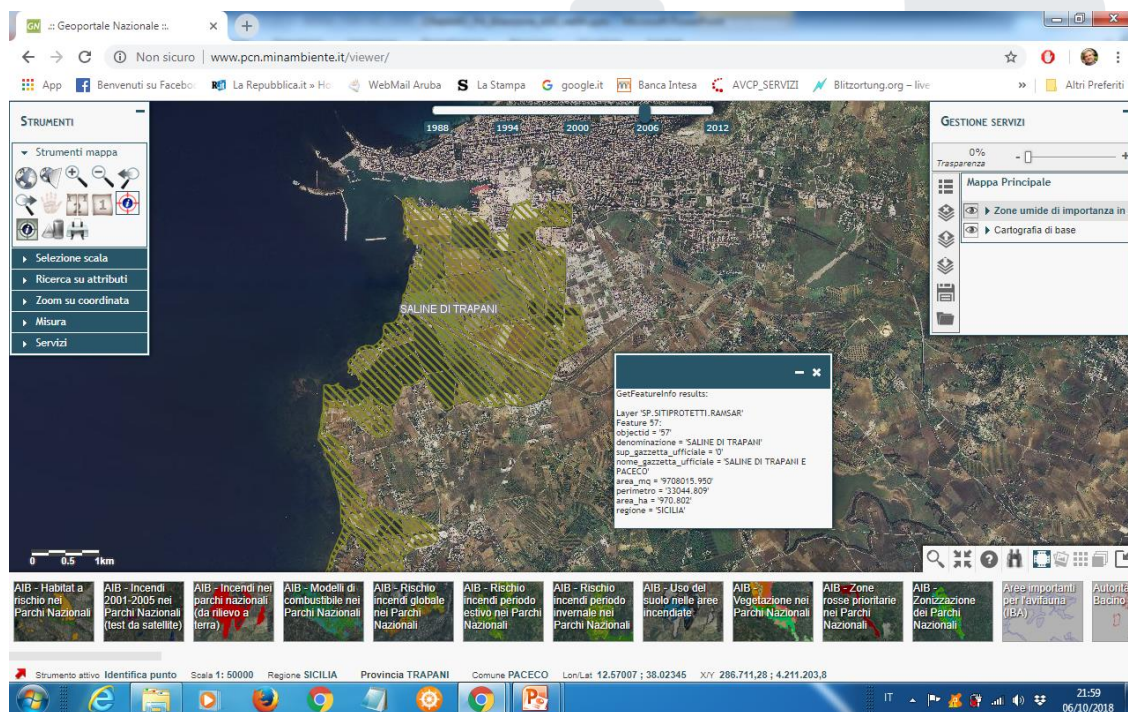 .:: Geoportale Nazionale ::.
Non sicuro | www.pcn.minambiente.it/viewer/
App Benvenuti su Facebo La Repubblica.it » Ho WebMail Aruba La Stampa google.it Banca Intesa AVCP_SERVIZI Blitzortung.org – live » Altri Preferiti
STRUMENTI
Strumenti mappa
Selezione scala
Ricerca su attributi
Zoom su coordinata
Misura
Servizi
1988 1994 2000 2006 2012
GESTIONE SERVIZI
0%
Trasparenza
Mappa Principale
Zone umide di importanza in
Cartografia di base
SALINE DI TRAPANI
GetFeatureInfo results:
Layer 'SP.SITIPROTETTI.RAMSAR'
Feature 57:
objectid = '57'
denominazione = 'SALINE DI TRAPANI'
sup_gazzetta_ufficiale = '0'
nome_gazzetta_ufficiale = 'SALINE DI TRAPANI E
PACECO'
area_mq = '9708015.950'
perimetro = '33044.809'
area_ha = '970.802'
regione = 'SICILIA'
0 0.5 1km
AIB - Habitat a
rischio nei
Parchi Nazionali
AIB - Incendi
2001-2005 nei
Parchi Nazionali
(test da satellite)
AIB - Incendi nei
parchi nazionali
(da rilievo a
terra)
AIB - Modelli di
combustibile nei
Parchi Nazionali
AIB - Rischio
incendi globale
nei Parchi
Nazionali
AIB - Rischio
incendi periodo
estivo nei Parchi
Nazionali
AIB - Rischio
incendi periodo
invernale nei
Parchi Nazionali
AIB - Uso del
suolo nelle aree
incendiate
AIB -
Vegetazione nei
Parchi Nazionali
AIB - Zone
rosse prioritarie
nei Parchi
Nazionali
AIB -
Zonizzazione
dei Parchi
Nazionali
Aree importanti
per l'avifauna
(IBA)
Autorità
Bacino
Strumento attivo Identifica punto Scala 1: 50000 Regione SICILIA Provincia TRAPANI Comune PACECO Lon/Lat 12.57007 ; 38.02345 X/Y 286.711,28 ; 4.211.203,8
IT
21:59
06/10/2018